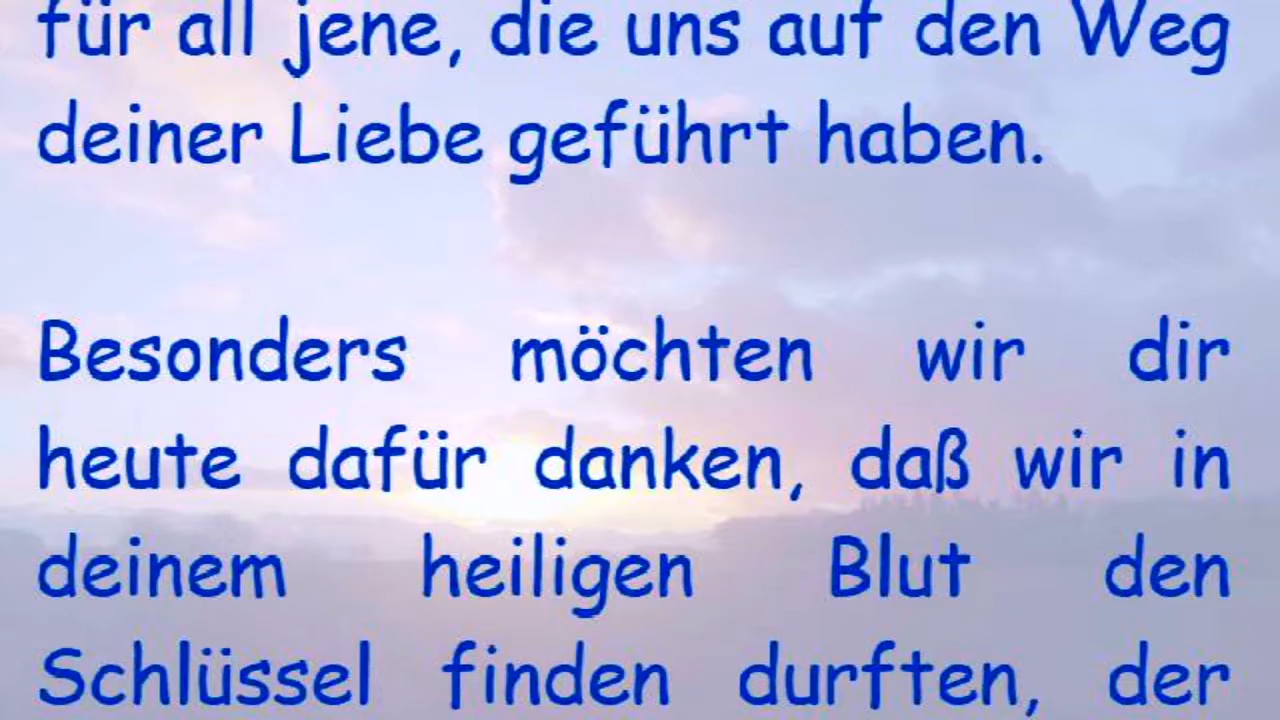 für all jene, die uns auf den Weg
deiner Liebe geführt haben.
Besonders möchten wir dir
heute dafür danken, daß wir in
deinem heiligen Blut den
Schlüssel finden durften, der